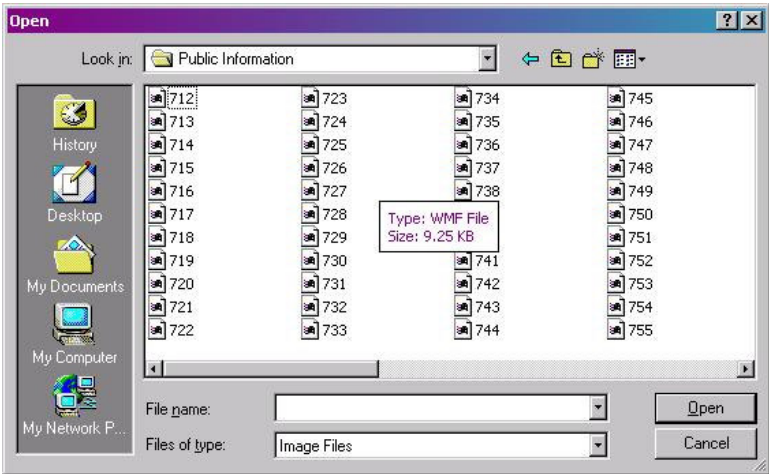 Open
Look in: Public Information
History
Desktop
My Documents
My Computer
My Network P...
712 723 734 745
713 724 735 746
714 725 736 747
715 726 737 748
716 727 738 749
717 728 750
718 729 751
719 730 741 752
720 731 742 753
721 732 743 754
722 733 744 755
Type: WMF File
Size: 9.25 KB
File name: Open
Files of type: Image Files Cancel